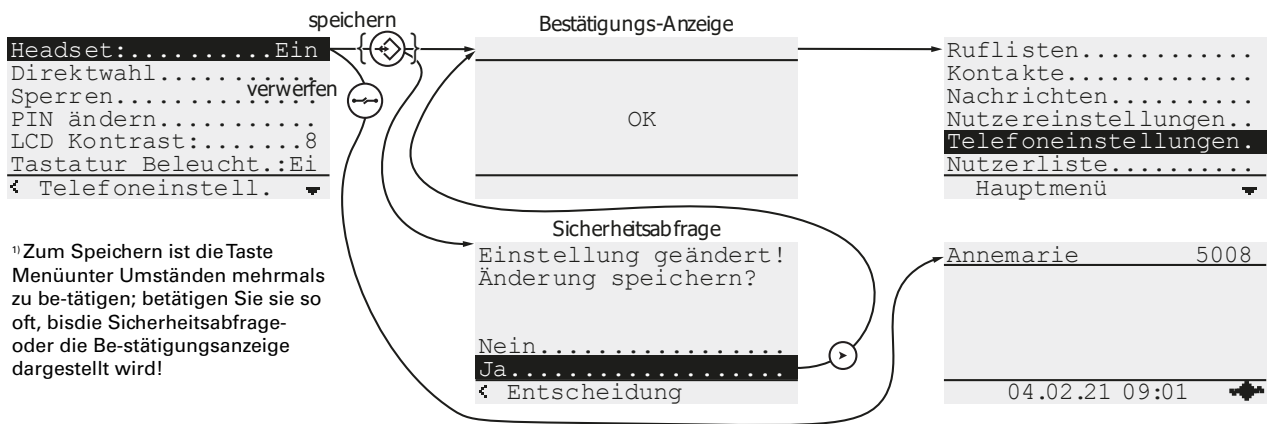 speichern
Headset:..........Ein
Direktwahl...........
Sperren..............
PIN ändern...........
LCD Kontrast:.......8
Tastatur Beleucht.:Ei
Telefoneinstell.
verwerfen
Bestätigungs-Anzeige
OK
Ruflisten............
Kontakte.............
Nachrichten..........
Nutzereinstellungen..
Telefoneinstellungen.
Nutzerliste..........
Hauptmenü
1) Zum Speichern ist dieTaste
Menüunter Umständen mehrmals
zu be-tätigen; betätigen Sie sie so
oft, bisdie Sicherheitsabfrage-
oder die Be-stätigungsanzeige
dargestellt wird!
Sicherheitsabfrage
Einstellung geändert!
Änderung speichern?
Nein.................
Ja...................
Entscheidung
Annemarie 5008
04.02.21 09:01